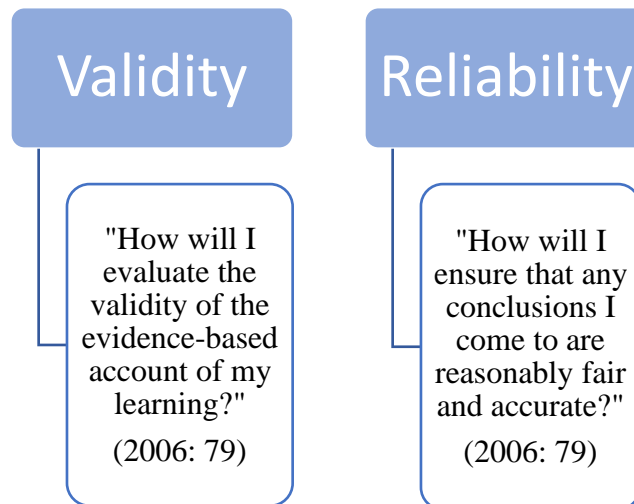 Validity
"How will I
evaluate the
validity of the
evidence-based
account of my
learning?"
(2006: 79)
Reliability
"How will I
ensure that any
conclusions I
come to are
reasonably fair
and accurate?"
(2006: 79)